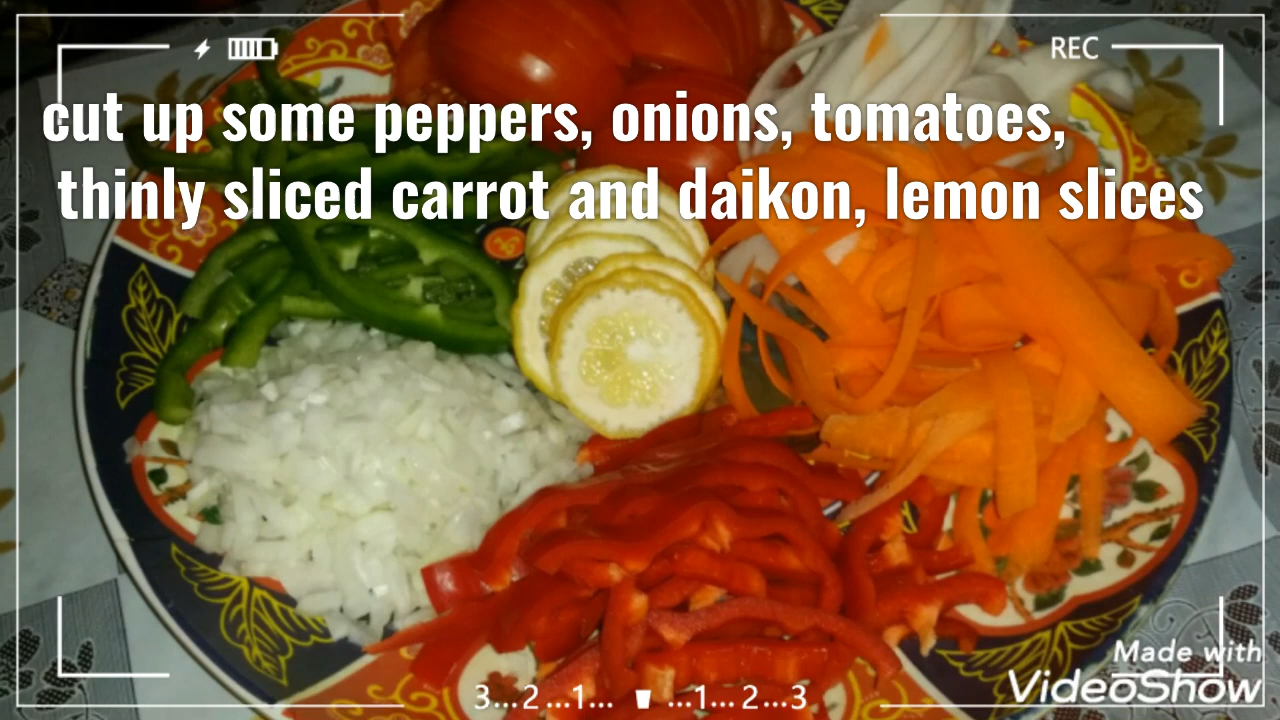 REC
cut up some peppers, onions, tomatoes,
thinly sliced carrot and daikon, lemon slices
3...2...1... ...1...2...3
Made with
VideoShow